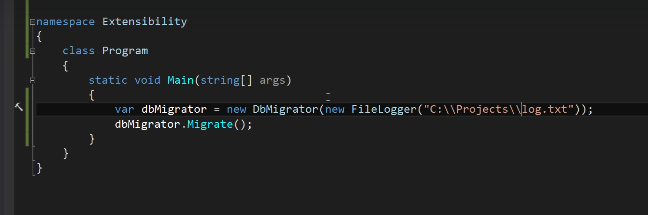 namespace Extensibility
{
class Program
{
static void Main(string[] args)
{
var dbMigrator = new DbMigrator(new FileLogger("C:\\Projects\\log.txt"));
dbMigrator.Migrate();
}
}
}